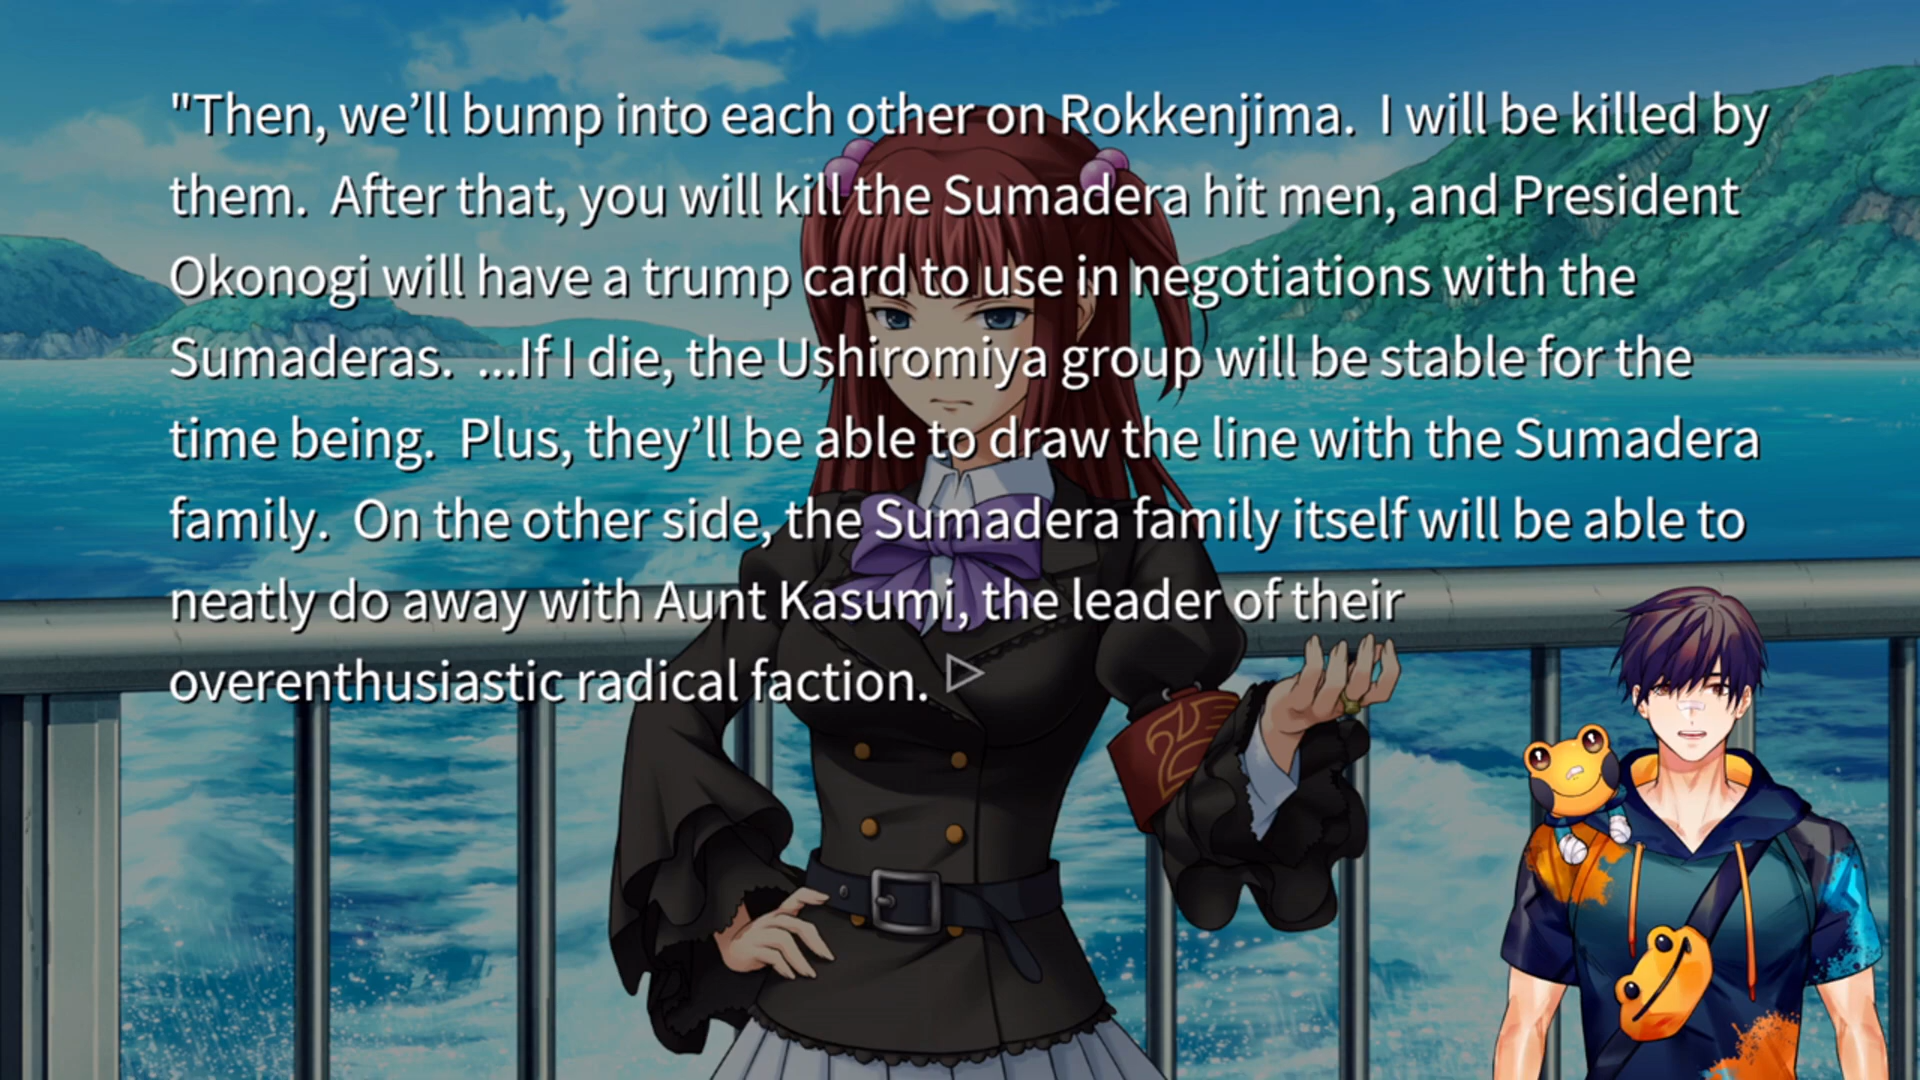 "Then, we’ll bump into each other on Rokkenjima.  I will be killed by
them.  After that, you will kill the Sumadera hit men, and President
Okonogi will have a trump card to use in negotiations with the
Sumaderas.  ...If I die, the Ushiromiya group will be stable for the
time being.  Plus, they’ll be able to draw the line with the Sumadera
family.  On the other side, the Sumadera family itself will be able to
neatly do away with Aunt Kasumi, the leader of their
overenthusiastic radical faction.